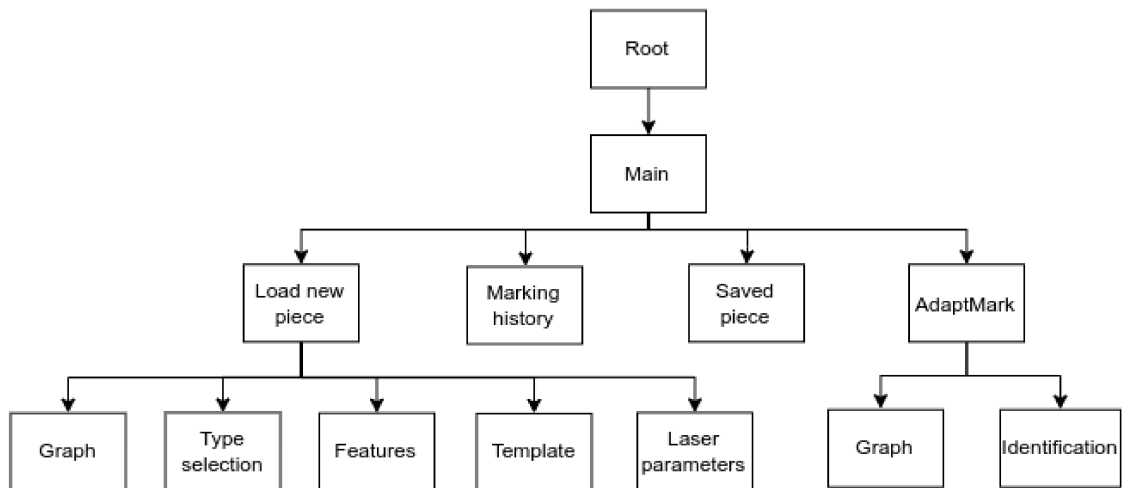 Root
Main
Load new
piece
Marking
history
Saved
piece
AdaptMark
Graph
Type
selection
Features
Template
Laser
parameters
Graph
Identification